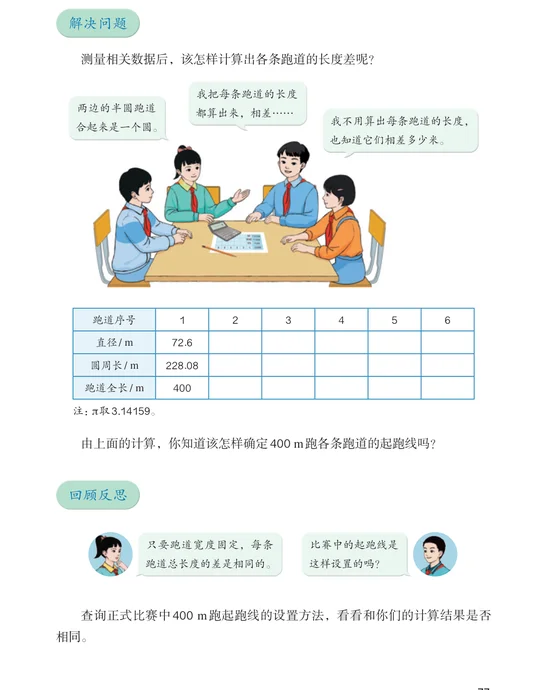 解决问题
测量相关数据后，该怎样计算出各条跑道的长度差呢？
两边的半圆跑道
合起来是一个圆。
我把每条跑道的长度
都算出来，相差……
我不用算出每条跑道的长度，
也知道它们相差多少米。
跑道序号 1 2 3 4 5 6
直径/m 72.6
圆周长/m 228.08
跑道全长/m 400
注：π取3.14159。
由上面的计算，你知道该怎样确定400 m跑各条跑道的起跑线吗？
回顾反思
只要跑道宽度固定，每条
跑道总长度的差是相同的。
比赛中的起跑线是
这样设置的吗？
查询正式比赛中400 m跑起跑线的设置方法，看看和你们的计算结果是否
相同。